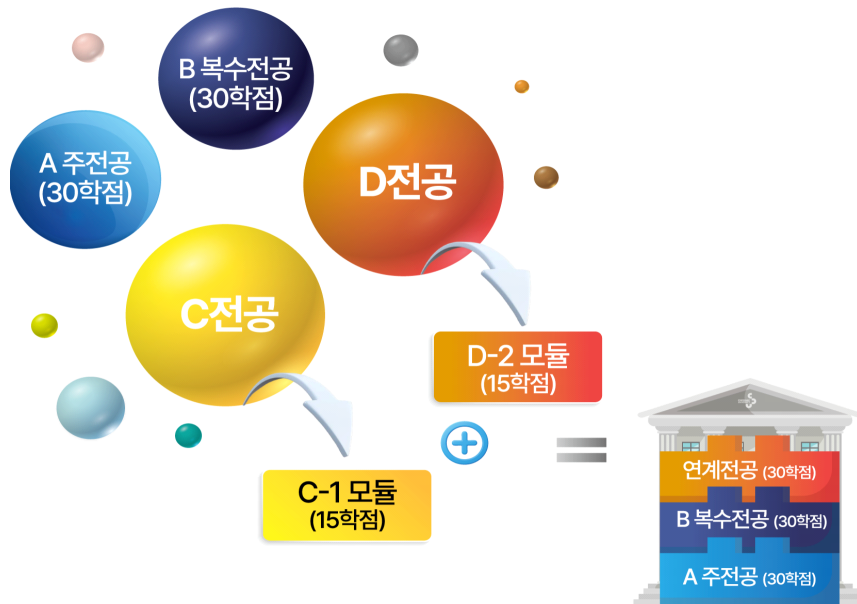 B 복수전공
(30학점)
A 주전공
(30학점)
D전공
C전공
D-2 모듈
(15학점)
C-1 모듈
(15학점)
연계전공 (30학점)
B 복수전공 (30학점)
A 주전공 (30학점)